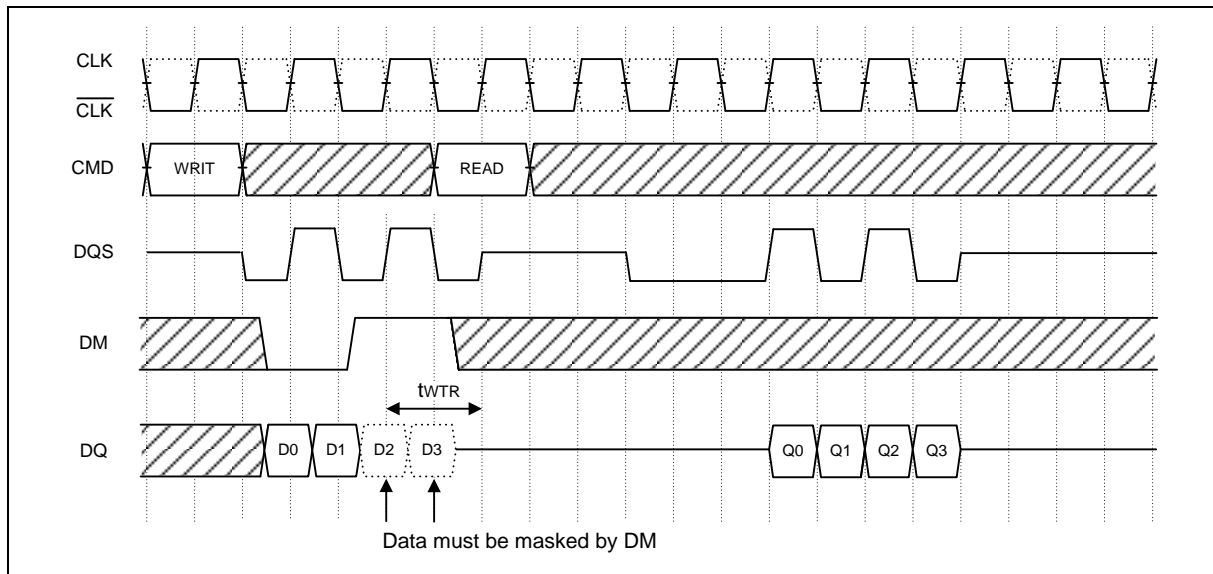 CLK
CLK
CMD WRIT READ
DQS
DM
tWTR
DQ D0 D1 D2 D3 Q0 Q1 Q2 Q3
Data must be masked by DM